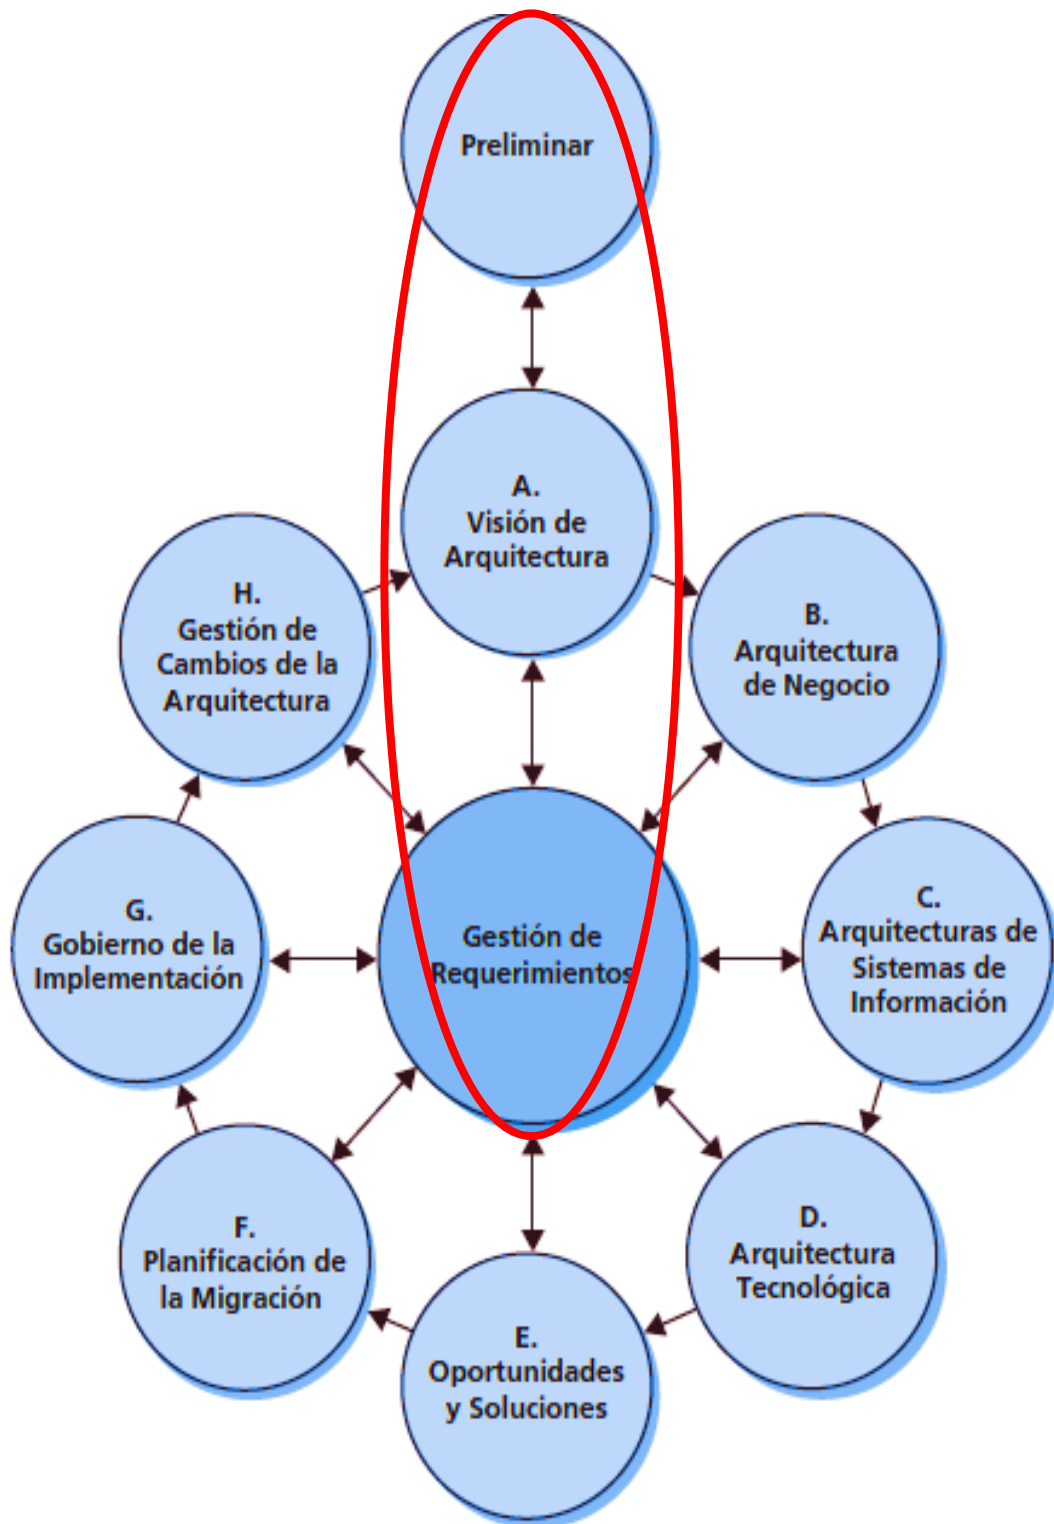 Preliminar
A.
Visión de
Arquitectura
H.
Gestión de
Cambios de la
Arquitectura
B.
Arquitectura
de Negocio
G.
Gobierno de la
Implementación
Gestión de
Requerimientos
C.
Arquitecturas de
Sistemas de
Información
F.
Planificación de
la Migración
D.
Arquitectura
Tecnológica
E.
Oportunidades
y Soluciones